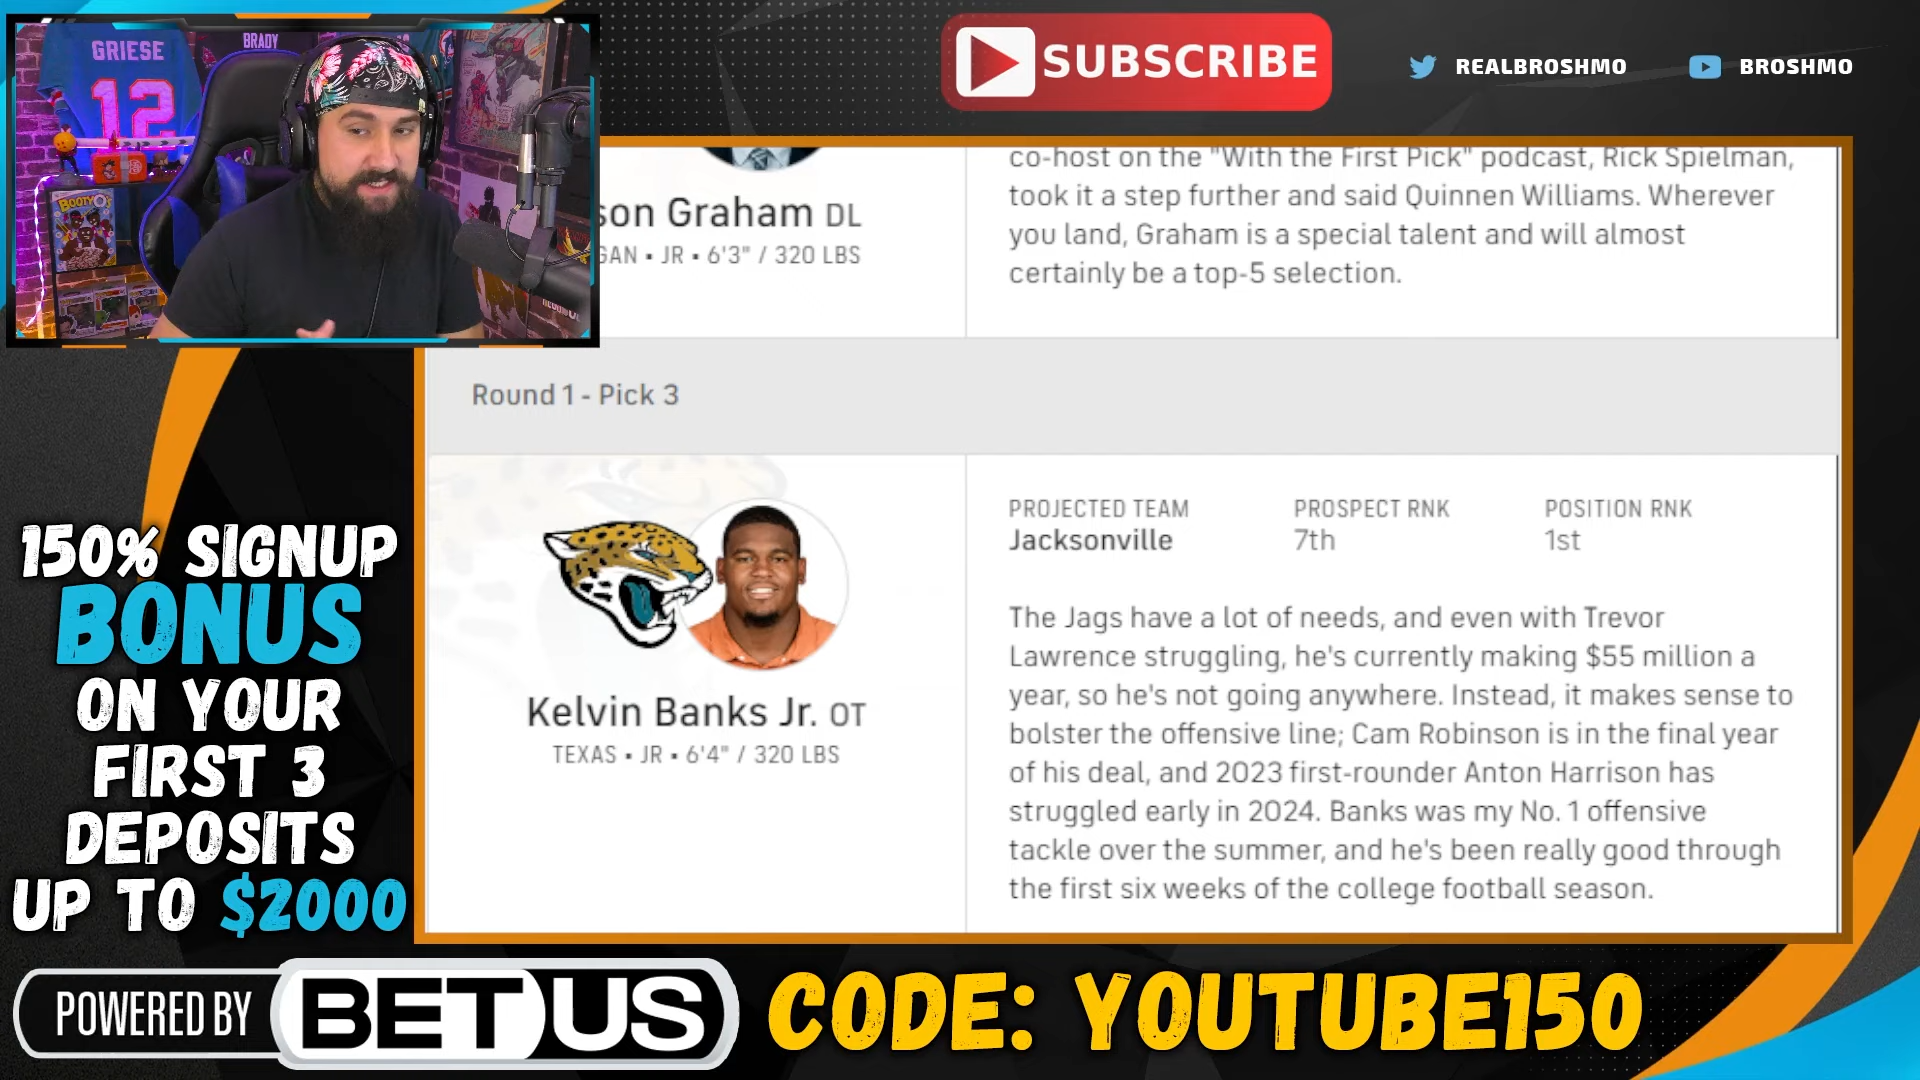 GRIESE
12
BRADY
BOOTY O'S
SUBSCRIBE
REALBROSHMO
BROSHMO
co-host on the "With the First Pick" podcast, Rick Spielman,
took it a step further and said Quinnen Williams. Wherever
you land, Graham is a special talent and will almost
certainly be a top-5 selection.
son Graham DL
GAN • JR • 6'3" / 320 LBS
Round 1 - Pick 3
Kelvin Banks Jr. OT
TEXAS • JR • 6'4" / 320 LBS
PROJECTED TEAM
Jacksonville
PROSPECT RNK
7th
POSITION RNK
1st
The Jags have a lot of needs, and even with Trevor
Lawrence struggling, he's currently making $55 million a
year, so he's not going anywhere. Instead, it makes sense to
bolster the offensive line; Cam Robinson is in the final year
of his deal, and 2023 first-rounder Anton Harrison has
struggled early in 2024. Banks was my No. 1 offensive
tackle over the summer, and he's been really good through
the first six weeks of the college football season.
150% SIGNUP
BONUS
ON YOUR
FIRST 3
DEPOSITS
UP TO $2000
POWERED BY
BETUS
CODE: YOUTUBE150